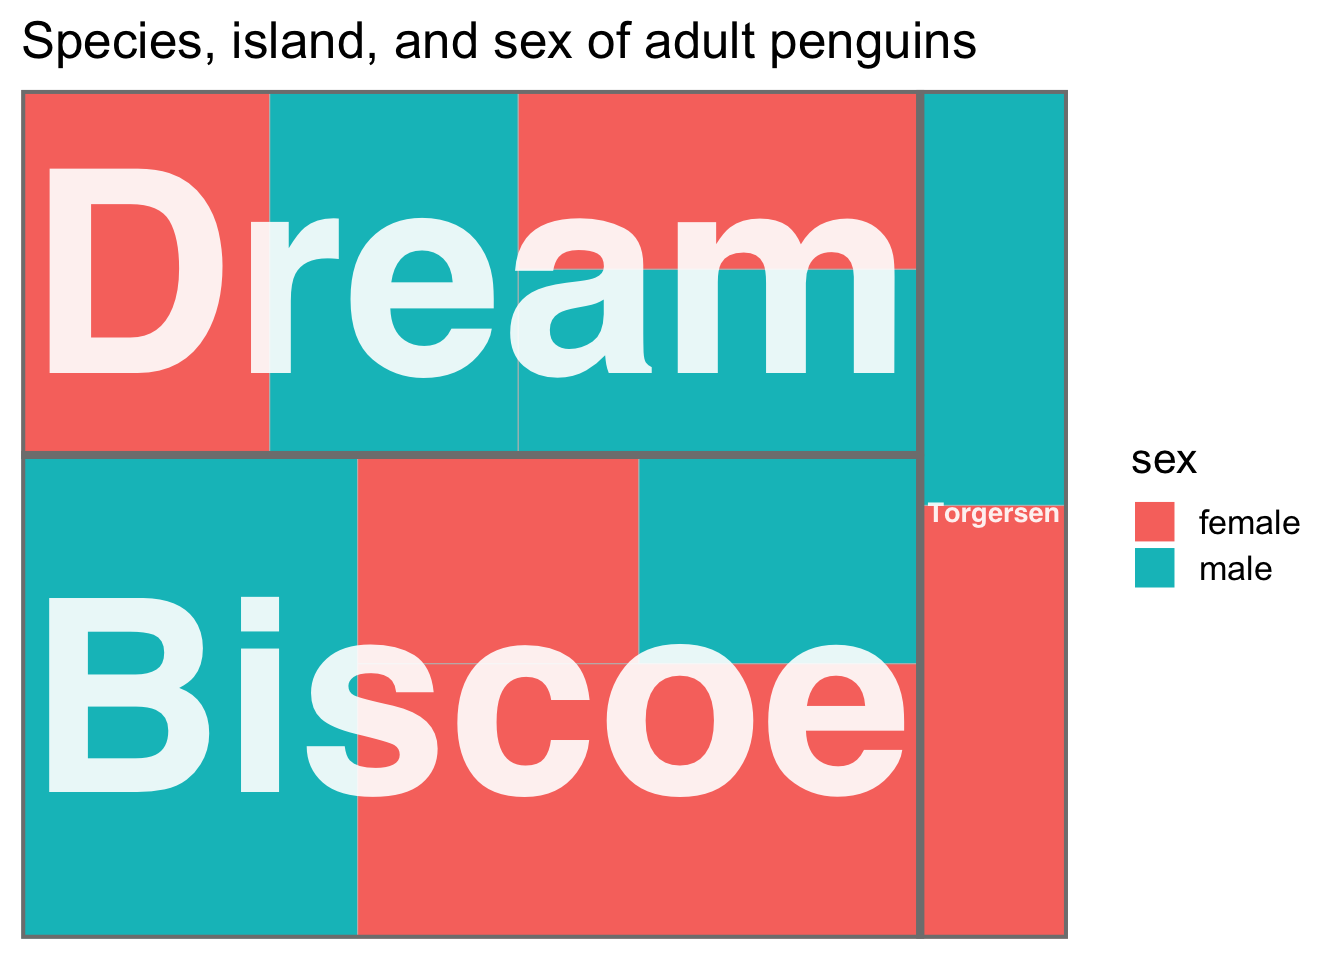 Species, island, and sex of adult penguins
Dream
Torgersen
Biscoe
sex
female
male